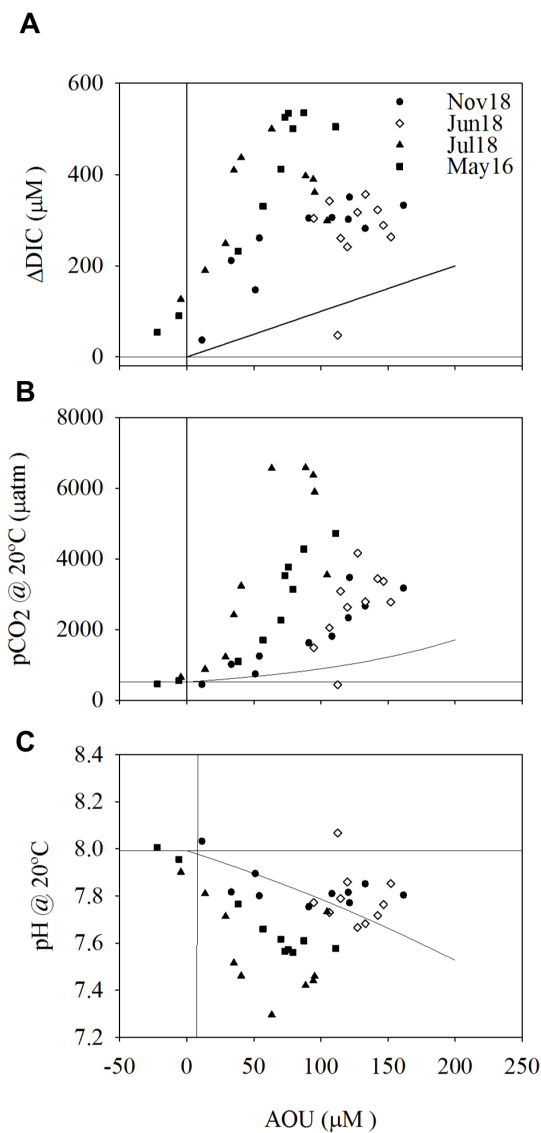 A
600
Nov18
Jun18
400
Jul18
May16
ΔDIC (μM)
200
0
B
8000
6000
pCO2 @ 20ºC (μatm)
4000
2000
0
C
8.4
8.2
8.0
pH @ 20ºC
7.8
7.6
7.4
7.2
-50 0 50 100 150 200 250
AOU (μM )